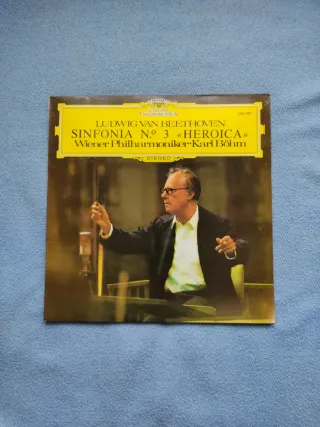 LUDWIG VAN BEETHOVEN
SINFONIA N.º 3 «HEROICA»
Wiener Philharmoniker · Karl Böhm
STEREO